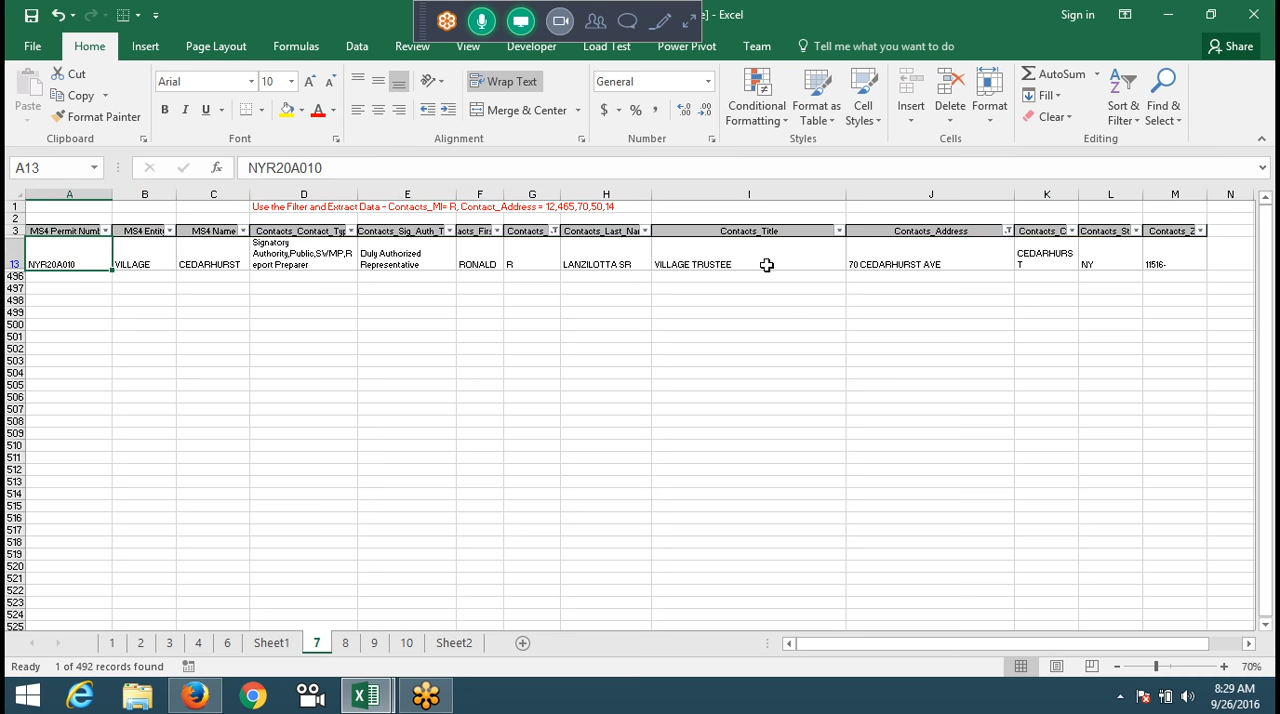 e] - Excel
Sign in
File Home Insert Page Layout Formulas Data Review View Developer Load Test Power Pivot Team Tell me what you want to do Share
Paste Cut Copy Format Painter Clipboard
Arial 10 B I U Font
Wrap Text Merge & Center Alignment
General $ % , Number
Conditional Formatting Format as Table Cell Styles Styles
Insert Delete Format Cells
AutoSum Fill Clear Sort & Filter Find & Select Editing
A13 fx NYR20A010
A B C D E F G H I J K L M N
1 Use the Filter and Extract Data - Contacts_MI= R, Contact_Address = 12,465,70,50,14
2
3 MS4 Permit Numb MS4 Entit MS4 Name Contacts_Contact_Typ Contacts_Sig_Auth_T acts_Fir Contacts_ Contacts_Last_Na Contacts_Title Contacts_Address Contacts_C Contacts_St Contacts_Z
13 NYR20A010 VILLAGE CEDARHURST Signatory Authority,Public,SWMP,Report Preparer Duly Authorized Representative RONALD R LANZILOTTA SR VILLAGE TRUSTEE 70 CEDARHURST AVE CEDARHURST NY 11516-
496
497
498
499
500
501
502
503
504
505
506
507
508
509
510
511
512
513
514
515
516
517
518
519
520
521
522
523
524
525
1 2 3 4 6 Sheet1 7 8 9 10 Sheet2
Ready 1 of 492 records found 70%
8:29 AM
9/26/2016